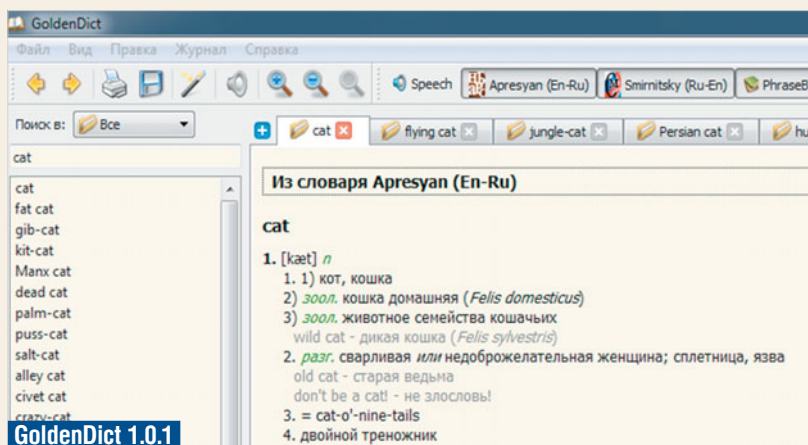 GoldenDict
Файл Вид Правка Журнал Справка
Speech Apresyan (En-Ru) Smirnitsky (Ru-En)
Поиск в: Все
cat flying cat jungle-cat Persian cat
cat
cat
fat cat
gib-cat
kit-cat
Manx cat
dead cat
palm-cat
puss-cat
salt-cat
alley cat
civet cat
crazy-cat
Из словаря Apresyan (En-Ru)
cat
1. [kæt] n
1. 1) кот, кошка
2) зоол. кошка домашняя (Felis domesticus)
3) зоол. животное семейства кошачьих
wild cat - дикая кошка (Felis sylvestris)
2. разг. сварливая или недоброжелательная женщина; сплетница, язва
old cat - старая ведьма
don't be a cat! - не злословь!
3. = cat-o'-nine-tails
4. двойной треножник
GoldenDict 1.0.1